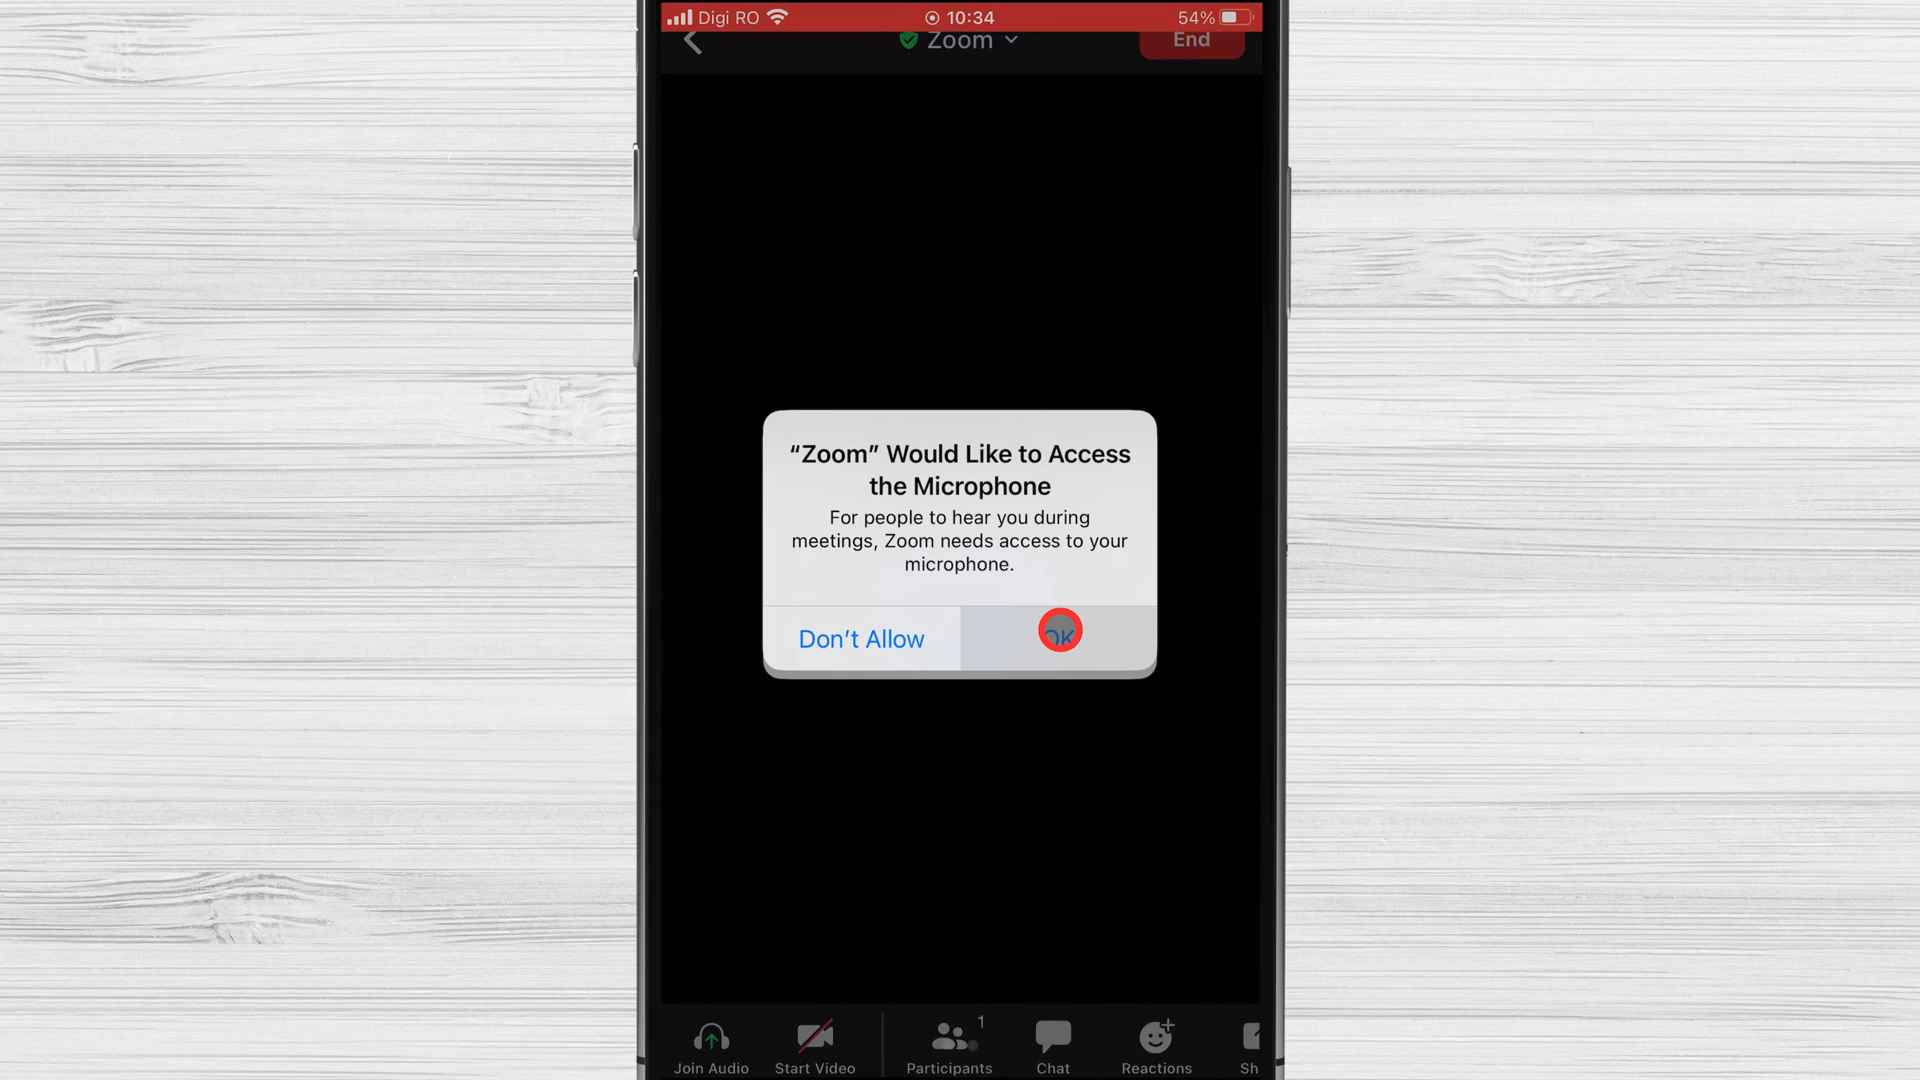 Digi RO 10:34 54%
Zoom End
“Zoom” Would Like to Access
the Microphone
For people to hear you during
meetings, Zoom needs access to your
microphone.
Don’t Allow OK
1
Join Audio Start Video Participants Chat Reactions Sh